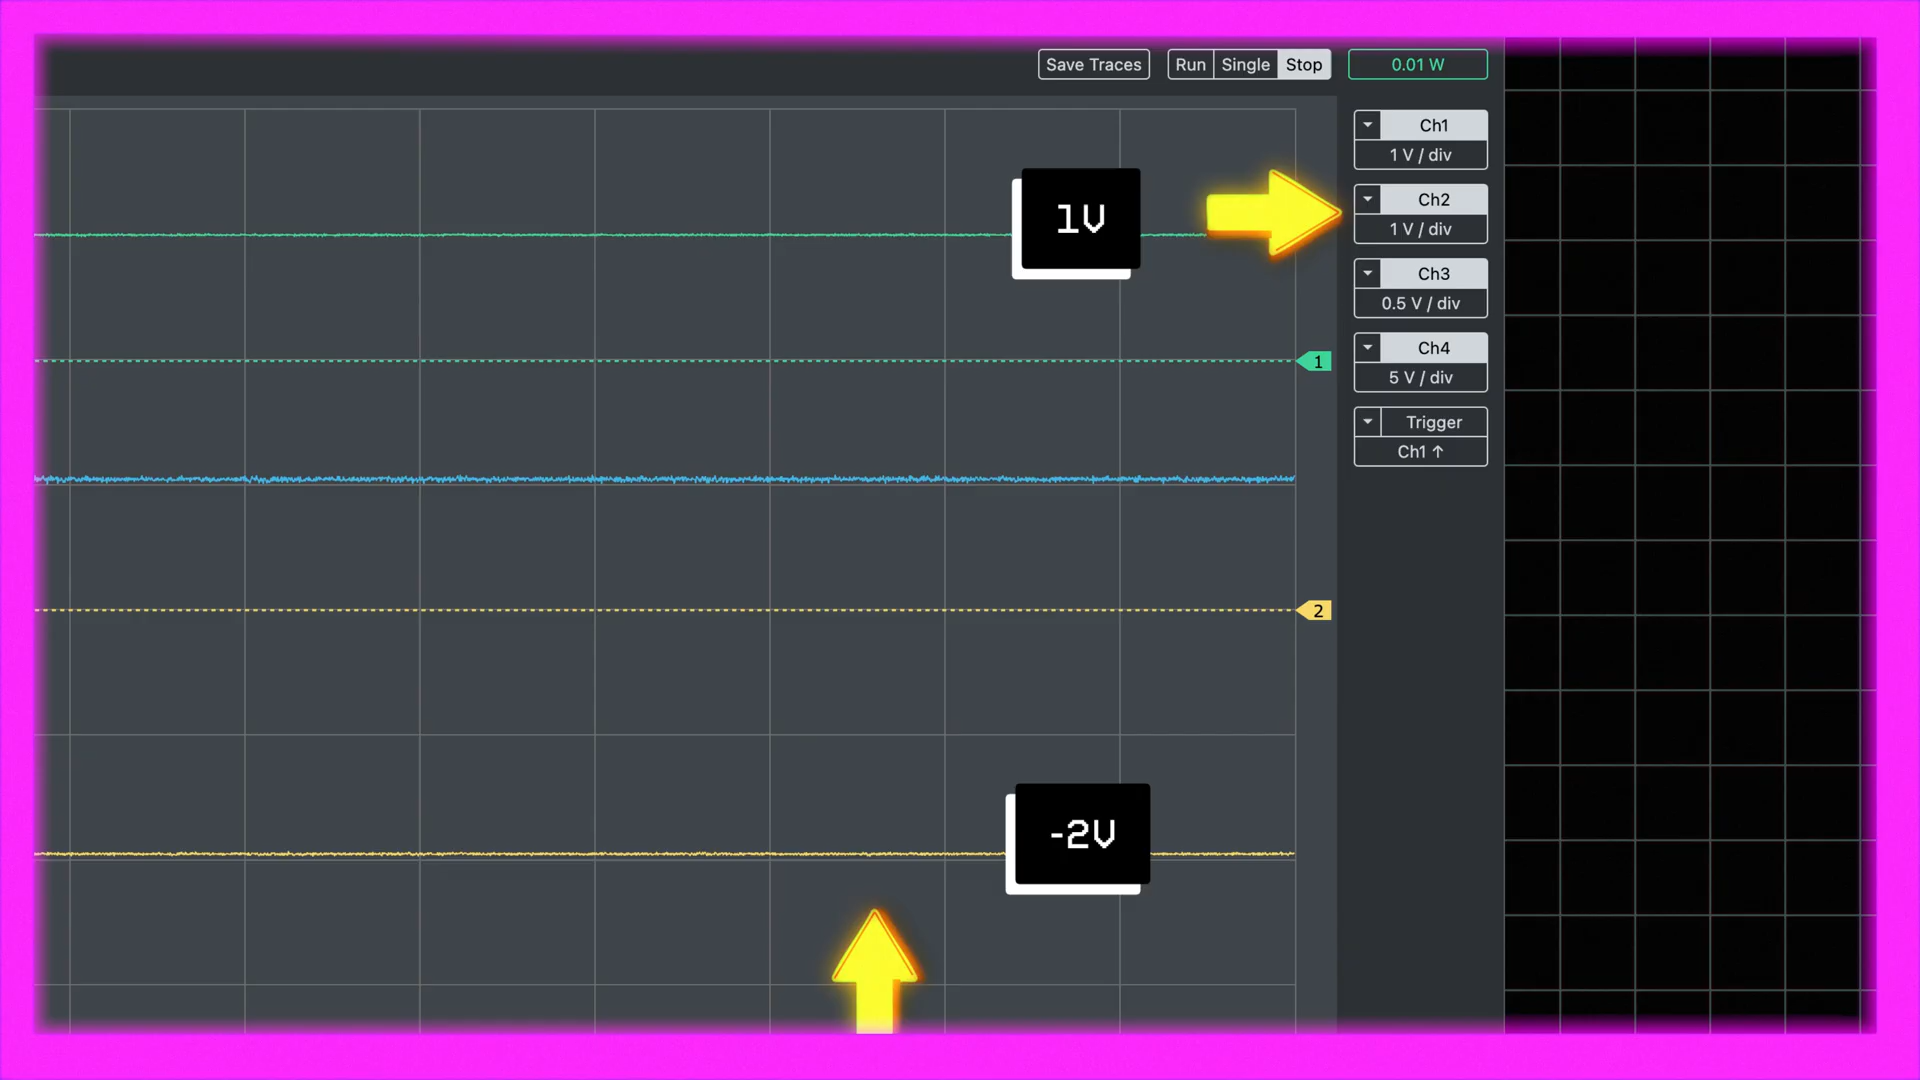 Save Traces Run Single Stop 0.01 W
Ch1
1 V / div
1V
Ch2
1 V / div
Ch3
0.5 V / div
1
Ch4
5 V / div
Trigger
Ch1 ↑
2
-2V